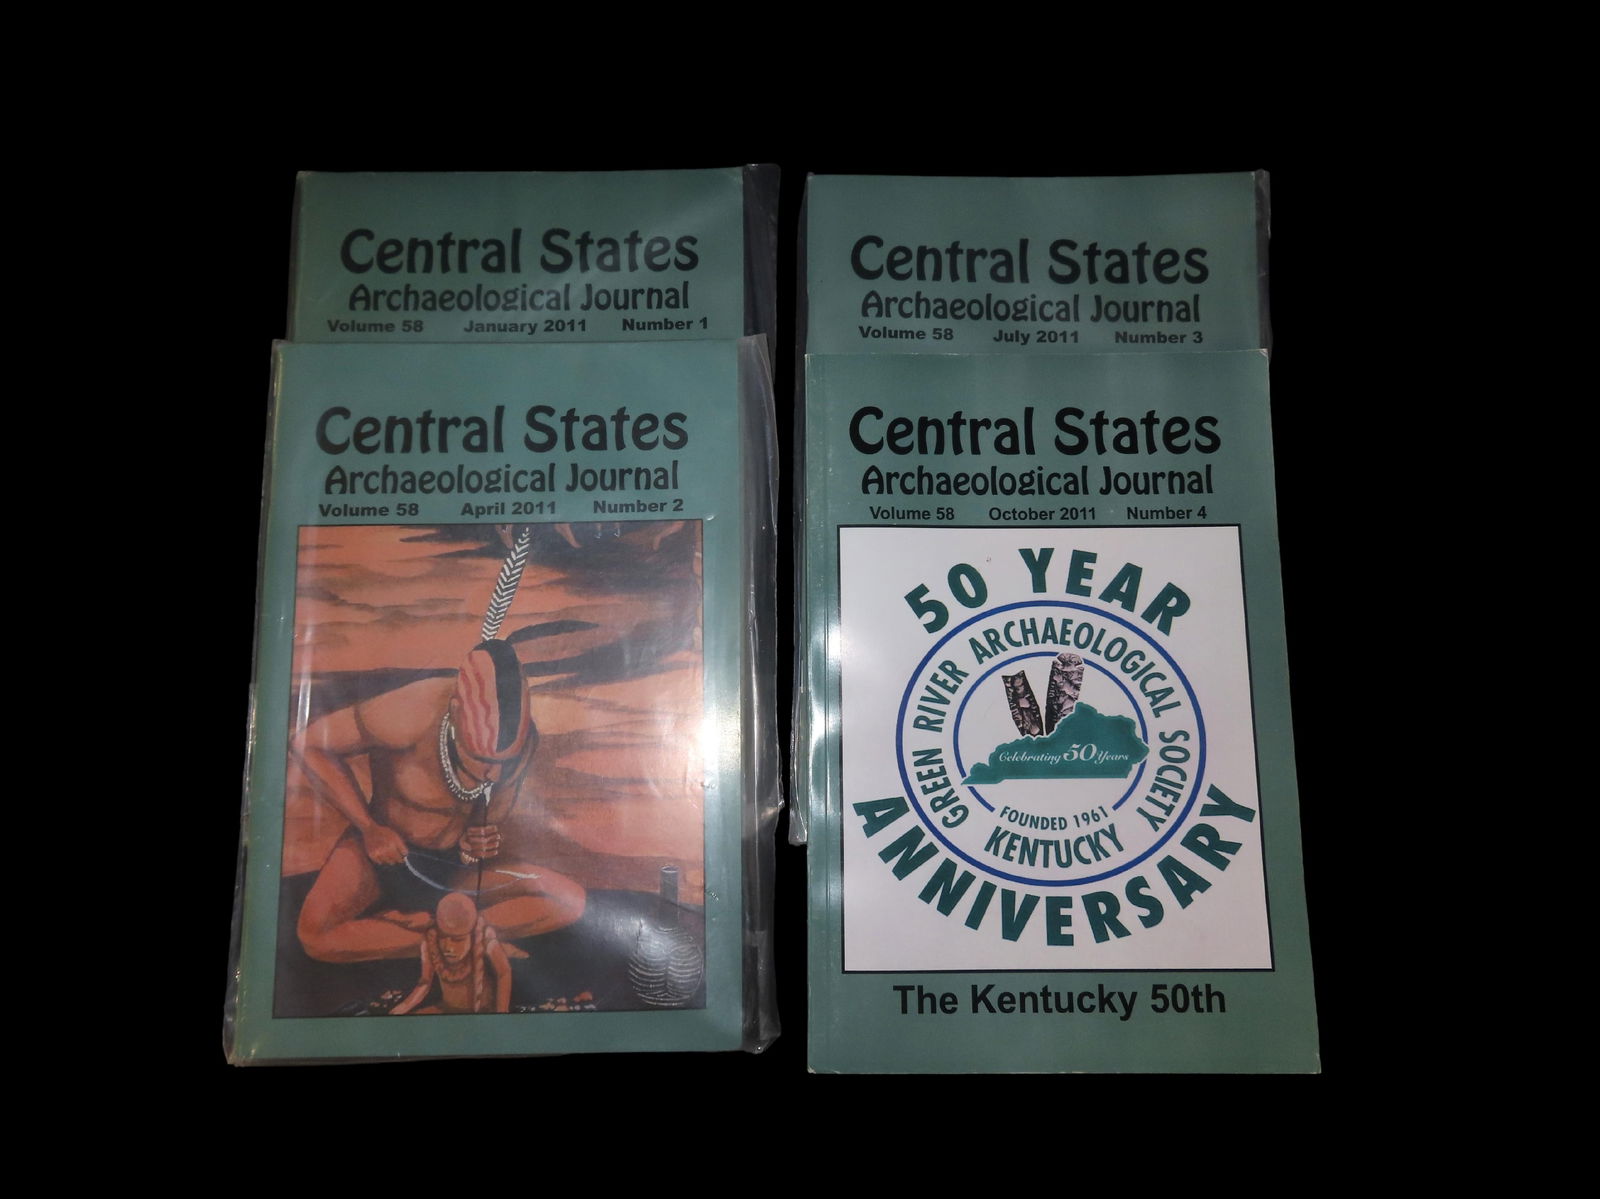 Central States
Archaeological Journal
Volume 58 January 2011 Number 1
Central States
Archaeological Journal
Volume 58 April 2011 Number 2
Central States
Archaeological Journal
Volume 58 July 2011 Number 3
Central States
Archaeological Journal
Volume 58 October 2011 Number 4
50 YEAR
GREEN RIVER ARCHAEOLOGICAL SOCIETY
Celebrating 50 Years
FOUNDED 1961
KENTUCKY
ANNIVERSARY
The Kentucky 50th